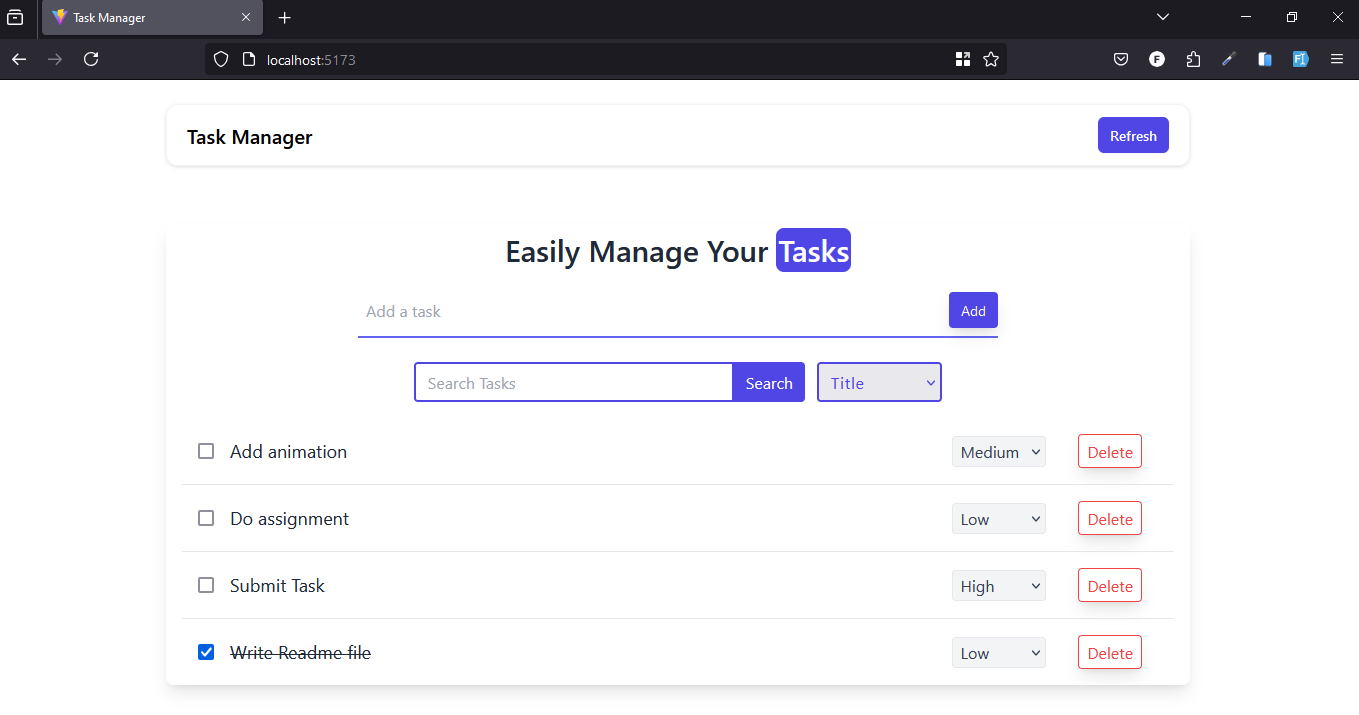 Task Manager
localhost:5173
Task Manager
Refresh
Easily Manage Your Tasks
Add a task
Add
Search Tasks
Search
Title
Add animation
Medium
Delete
Do assignment
Low
Delete
Submit Task
High
Delete
Write Readme file
Low
Delete